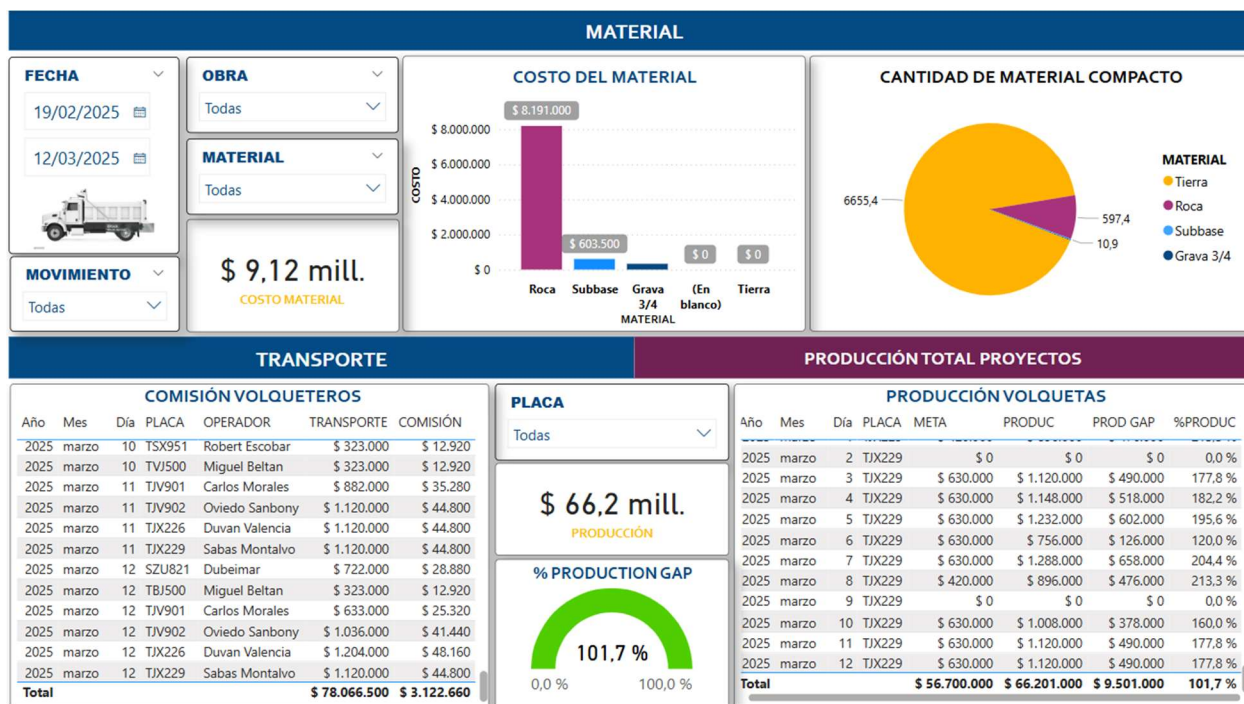 MATERIAL
FECHA
19/02/2025
12/03/2025
MOVIMIENTO
Todas
OBRA
Todas
MATERIAL
Todas
$ 9,12 mill.
COSTO MATERIAL
COSTO DEL MATERIAL
$ 8.191.000
$ 8.000.000
$ 6.000.000
$ 4.000.000
$ 2.000.000
$ 0
COSTO
$ 603.500
$ 0
$ 0
Roca Subbase Grava 3/4 (En blanco) Tierra
MATERIAL
CANTIDAD DE MATERIAL COMPACTO
6655,4
597,4
10,9
MATERIAL
Tierra
Roca
Subbase
Grava 3/4
TRANSPORTE
PRODUCCIÓN TOTAL PROYECTOS
COMISIÓN VOLQUETEROS
Año Mes Día PLACA OPERADOR TRANSPORTE COMISIÓN
2025 marzo 10 TSX951 Robert Escobar $ 323.000 $ 12.920
2025 marzo 10 TVJ500 Miguel Beltan $ 323.000 $ 12.920
2025 marzo 11 TJV901 Carlos Morales $ 882.000 $ 35.280
2025 marzo 11 TJV902 Oviedo Sanbony $ 1.120.000 $ 44.800
2025 marzo 11 TJX226 Duvan Valencia $ 1.120.000 $ 44.800
2025 marzo 11 TJX229 Sabas Montalvo $ 1.120.000 $ 44.800
2025 marzo 12 SZU821 Dubeimar $ 722.000 $ 28.880
2025 marzo 12 TBJ500 Miguel Beltan $ 323.000 $ 12.920
2025 marzo 12 TJV901 Carlos Morales $ 633.000 $ 25.320
2025 marzo 12 TJV902 Oviedo Sanbony $ 1.036.000 $ 41.440
2025 marzo 12 TJX226 Duvan Valencia $ 1.204.000 $ 48.160
2025 marzo 12 TJX229 Sabas Montalvo $ 1.120.000 $ 44.800
Total $ 78.066.500 $ 3.122.660
PLACA
Todas
$ 66,2 mill.
PRODUCCIÓN
% PRODUCTION GAP
101,7 %
0,0 % 100,0 %
PRODUCCIÓN VOLQUETAS
Año Mes Día PLACA META PRODUC PROD GAP %PRODUC
2025 marzo 2 TJX229 $ 0 $ 0 $ 0 0,0 %
2025 marzo 3 TJX229 $ 630.000 $ 1.120.000 $ 490.000 177,8 %
2025 marzo 4 TJX229 $ 630.000 $ 1.148.000 $ 518.000 182,2 %
2025 marzo 5 TJX229 $ 630.000 $ 1.232.000 $ 602.000 195,6 %
2025 marzo 6 TJX229 $ 630.000 $ 756.000 $ 126.000 120,0 %
2025 marzo 7 TJX229 $ 630.000 $ 1.288.000 $ 658.000 204,4 %
2025 marzo 8 TJX229 $ 420.000 $ 896.000 $ 476.000 213,3 %
2025 marzo 9 TJX229 $ 0 $ 0 $ 0 0,0 %
2025 marzo 10 TJX229 $ 630.000 $ 1.008.000 $ 378.000 160,0 %
2025 marzo 11 TJX229 $ 630.000 $ 1.120.000 $ 490.000 177,8 %
2025 marzo 12 TJX229 $ 630.000 $ 1.120.000 $ 490.000 177,8 %
Total $ 56.700.000 $ 66.201.000 $ 9.501.000 101,7 %